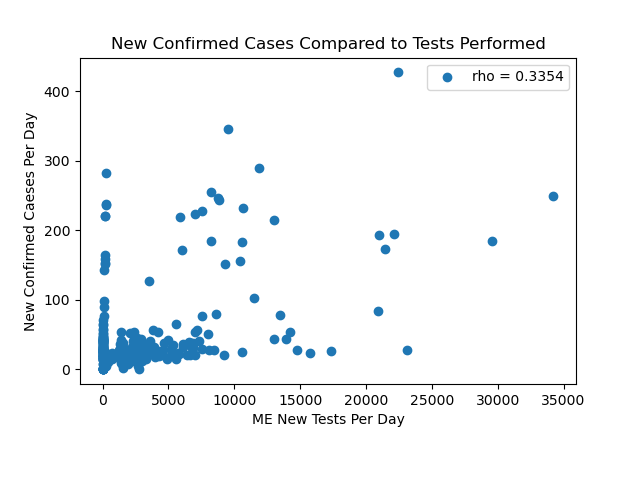 New Confirmed Cases Compared to Tests Performed
rho = 0.3354
New Confirmed Caeses Per Day
400
300
200
100
0
0 5000 10000 15000 20000 25000 30000 35000
ME New Tests Per Day